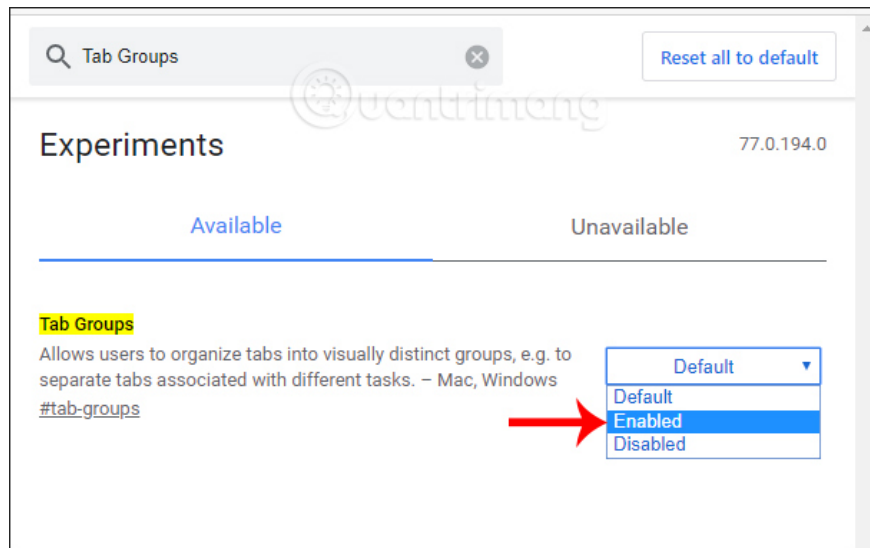 Tab Groups
Reset all to default
Quantrimang
Experiments
77.0.194.0
Available
Unavailable
Tab Groups
Allows users to organize tabs into visually distinct groups, e.g. to
separate tabs associated with different tasks. – Mac, Windows
#tab-groups
Default
Default
Enabled
Disabled